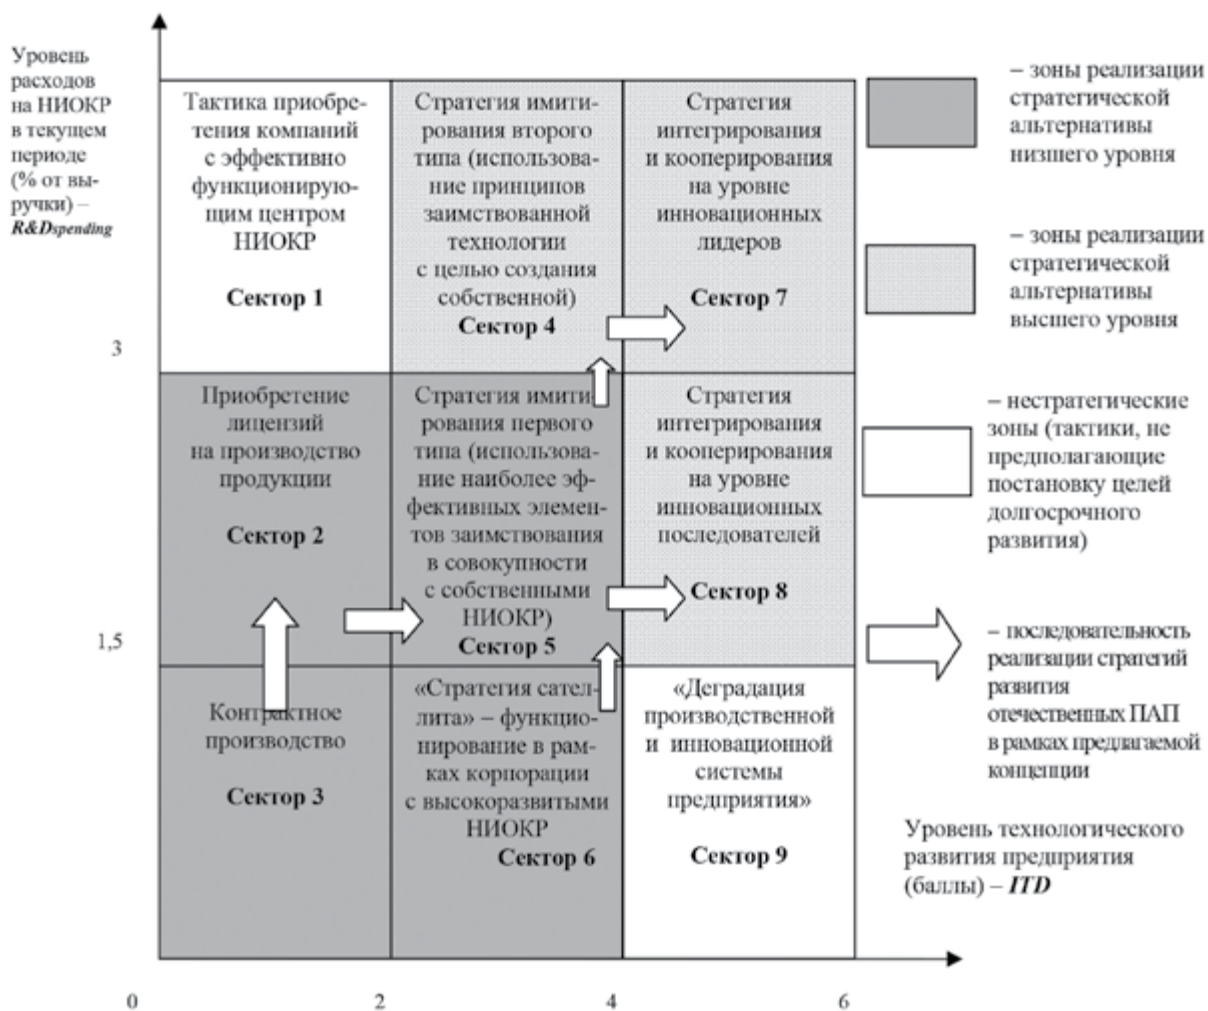 Уровень
расходов
на НИОКР
в текущем
периоде
(% от вы-
ручки) –
R&Dspending
3
1,5
Тактика приобре-
тения компаний
с эффективно
функционирую-
щим центром
НИОКР
Сектор 1
Стратегия имити-
рования второго
типа (использова-
ние принципов
заимствованной
технологии
с целью создания
собственной)
Сектор 4
Стратегия
интегрирования
и кооперирования
на уровне
инновационных
лидеров
Сектор 7
Приобретение
лицензий
на производство
продукции
Сектор 2
Стратегия имити-
рования первого
типа (использова-
ние наиболее эф-
фективных элемен-
тов заимствования
в совокупности
с собственными
НИОКР)
Сектор 5
Стратегия
интегрирования
и кооперирования
на уровне
инновационных
последователей
Сектор 8
Контрактное
производство
Сектор 3
«Стратегия сател-
лита» – функцио-
нирование в рам-
ках корпорации
с высокоразвитыми
НИОКР
Сектор 6
«Деградация
производственной
и инновационной
системы
предприятия»
Сектор 9
– зоны реализации
стратегической
альтернативы
низшего уровня
– зоны реализации
стратегической
альтернативы
высшего уровня
– нестратегические
зоны (тактики, не
предполагающие
постановку целей
долгосрочного
развития)
– последовательность
реализации стратегий
развития
отечественных ПАП
в рамках предлагаемой
концепции
Уровень технологического
развития предприятия
(баллы) – ITD
0
2
4
6